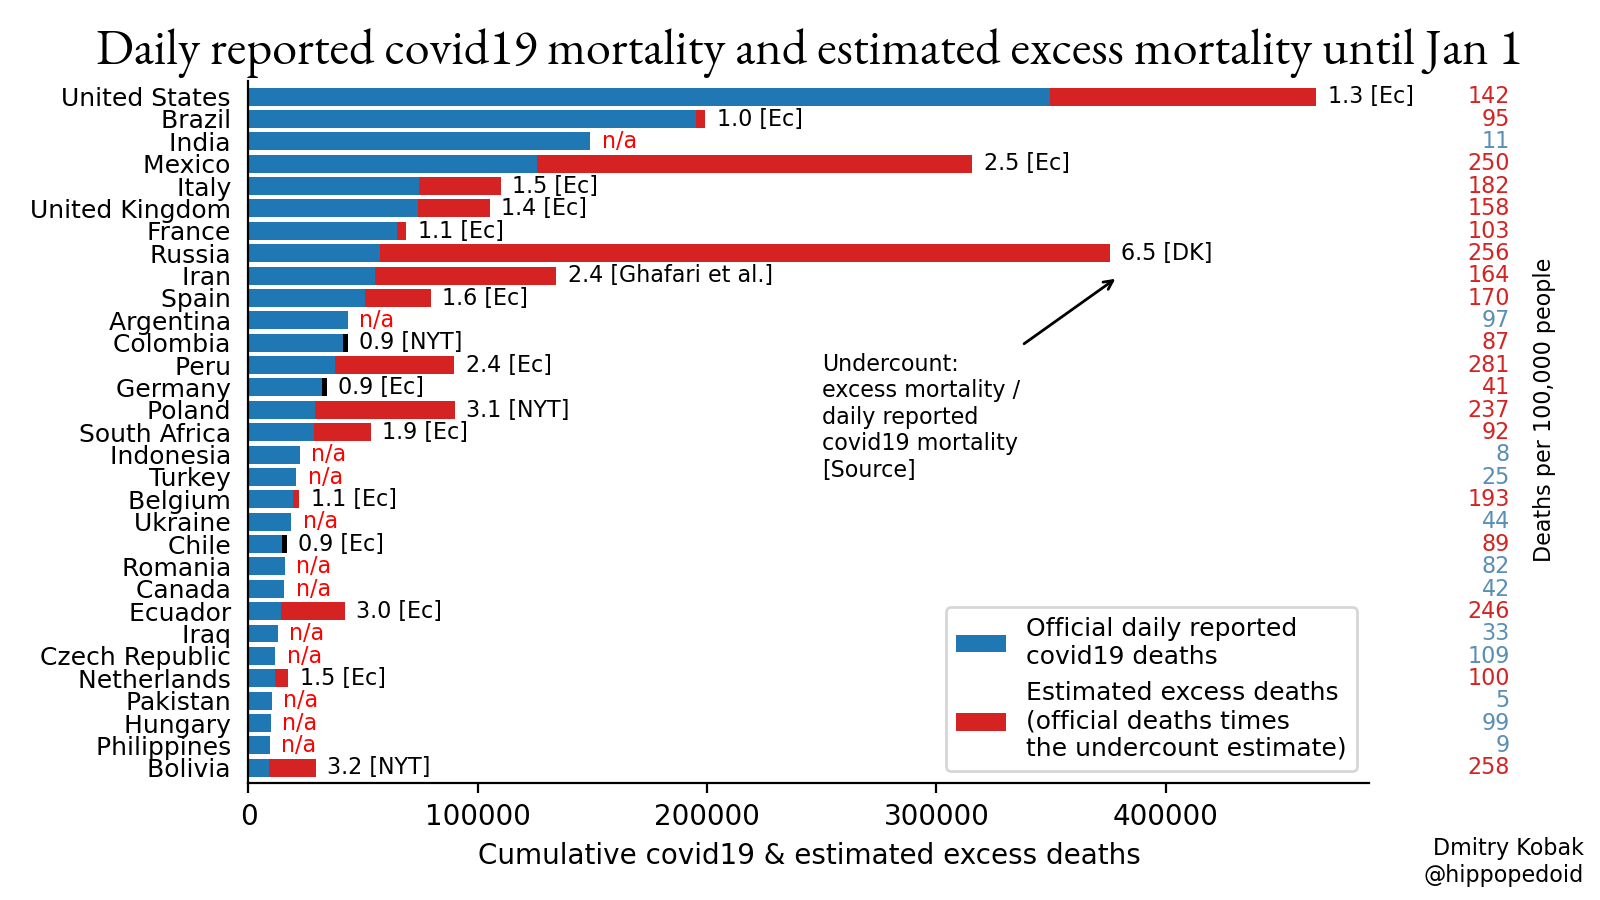 Daily reported covid19 mortality and estimated excess mortality until Jan 1
United States 1.3 [Ec] 142
Brazil 1.0 [Ec] 95
India n/a 11
Mexico 2.5 [Ec] 250
Italy 1.5 [Ec] 182
United Kingdom 1.4 [Ec] 158
France 1.1 [Ec] 103
Russia 6.5 [DK] 256
Iran 2.4 [Ghafari et al.] 164
Spain 1.6 [Ec] 170
Argentina n/a 97
Colombia 0.9 [NYT] 87
Peru 2.4 [Ec] 281
Germany 0.9 [Ec] 41
Poland 3.1 [NYT] 237
South Africa 1.9 [Ec] 92
Indonesia n/a 8
Turkey n/a 25
Belgium 1.1 [Ec] 193
Ukraine n/a 44
Chile 0.9 [Ec] 89
Romania n/a 82
Canada n/a 42
Ecuador 3.0 [Ec] 246
Iraq n/a 33
Czech Republic n/a 109
Netherlands 1.5 [Ec] 100
Pakistan n/a 5
Hungary n/a 99
Philippines n/a 9
Bolivia 3.2 [NYT] 258
Undercount:
excess mortality /
daily reported
covid19 mortality
[Source]
Deaths per 100,000 people
Official daily reported
covid19 deaths
Estimated excess deaths
(official deaths times
the undercount estimate)
0 100000 200000 300000 400000
Cumulative covid19 & estimated excess deaths
Dmitry Kobak
@hippopedoid